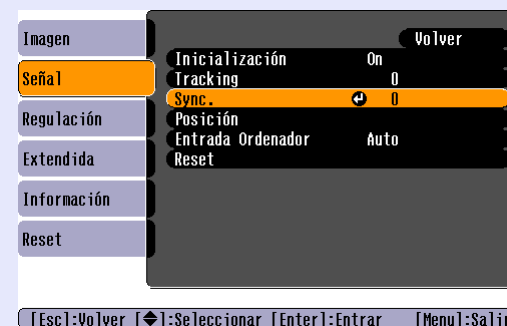 Imagen
Señal
Regulación
Extendida
Información
Reset
Volver
Inicialización On
Tracking 0
Sync. 0
Posición
Entrada Ordenador Auto
Reset
[Esc]:Volver [◆]:Seleccionar [Enter]:Entrar [Menu]:Salir